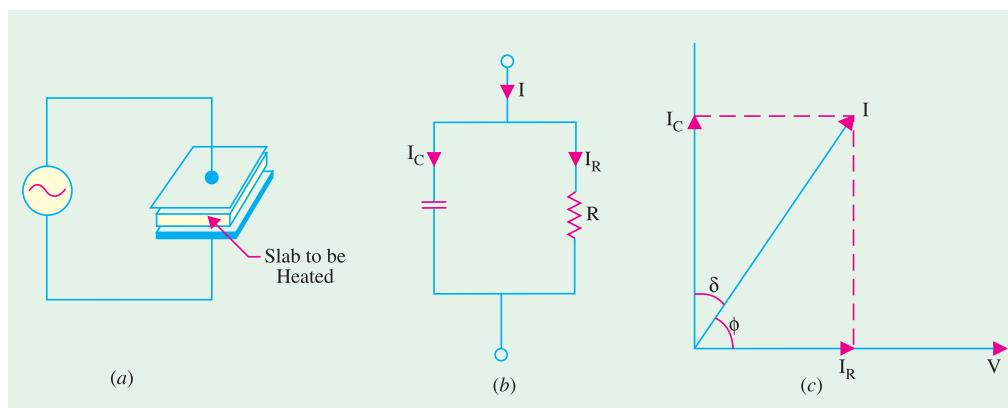 Slab to be
Heated
(a)
I
I_C
I_R
R
(b)
I_C
I
δ
ϕ
I_R
V
(c)